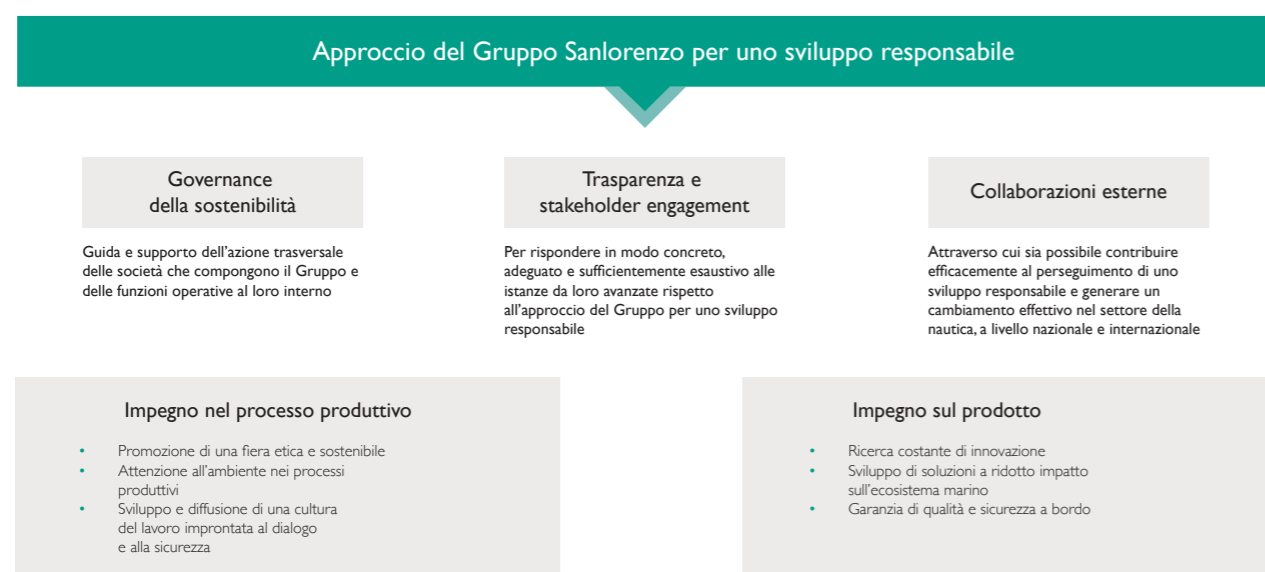 Approccio del Gruppo Sanlorenzo per uno sviluppo responsabile
Governance
della sostenibilità
Guida e supporto dell'azione trasversale
delle società che compongono il Gruppo e
delle funzioni operative al loro interno
Trasparenza e
stakeholder engagement
Per rispondere in modo concreto,
adeguato e sufficientemente esaustivo alle
istanze da loro avanzate rispetto
all'approccio del Gruppo per uno sviluppo
responsabile
Collaborazioni esterne
Attraverso cui sia possibile contribuire
efficacemente al perseguimento di uno
sviluppo responsabile e generare un
cambiamento effettivo nel settore della
nautica, a livello nazionale e internazionale
Impegno nel processo produttivo
• Promozione di una fiera etica e sostenibile
• Attenzione all'ambiente nei processi
produttivi
• Sviluppo e diffusione di una cultura
del lavoro improntata al dialogo
e alla sicurezza
Impegno sul prodotto
• Ricerca costante di innovazione
• Sviluppo di soluzioni a ridotto impatto
sull'ecosistema marino
• Garanzia di qualità e sicurezza a bordo